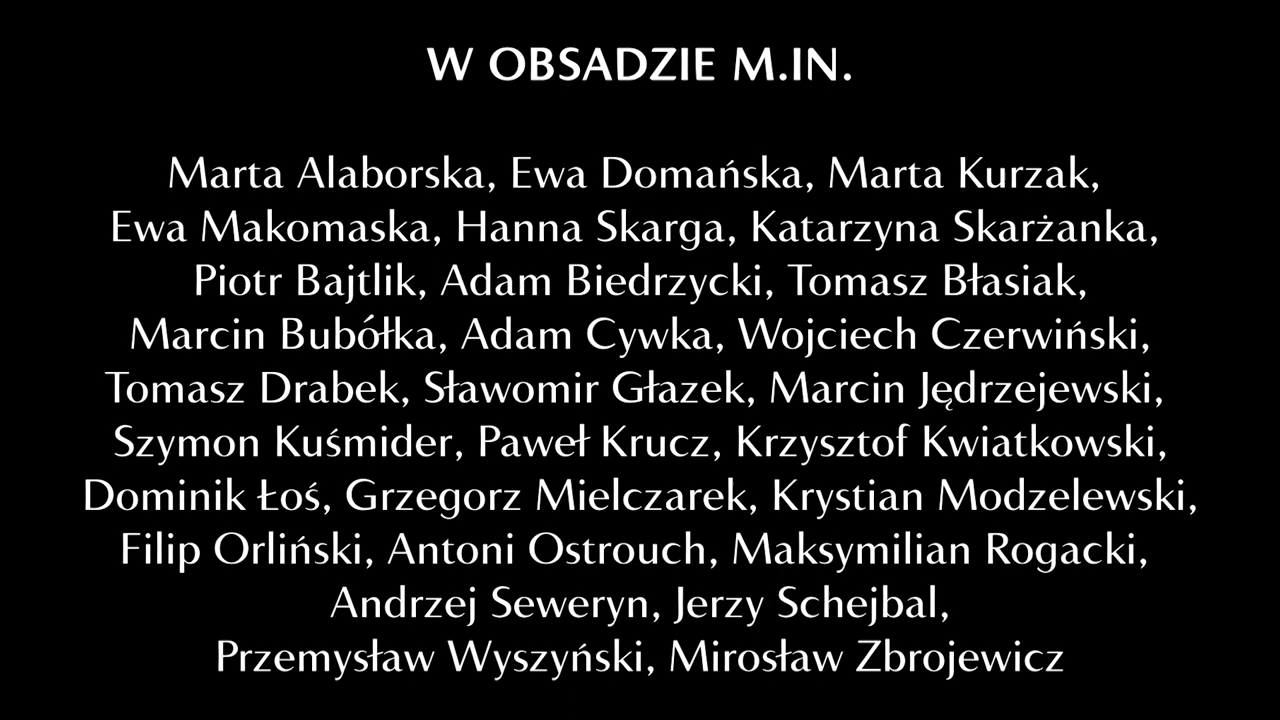 W OBSADZIE M.IN.
Marta Alaborska, Ewa Domańska, Marta Kurzak,
Ewa Makomaska, Hanna Skarga, Katarzyna Skarżanka,
Piotr Bajtlik, Adam Biedrzycki, Tomasz Błasiak,
Marcin Bubółka, Adam Cywka, Wojciech Czerwiński,
Tomasz Drabek, Sławomir Głazek, Marcin Jędrzejewski,
Szymon Kuśmider, Paweł Krucz, Krzysztof Kwiatkowski,
Dominik Łoś, Grzegorz Mielczarek, Krystian Modzelewski,
Filip Orliński, Antoni Ostrouch, Maksymilian Rogacki,
Andrzej Seweryn, Jerzy Schejbal,
Przemysław Wyszyński, Mirosław Zbrojewicz